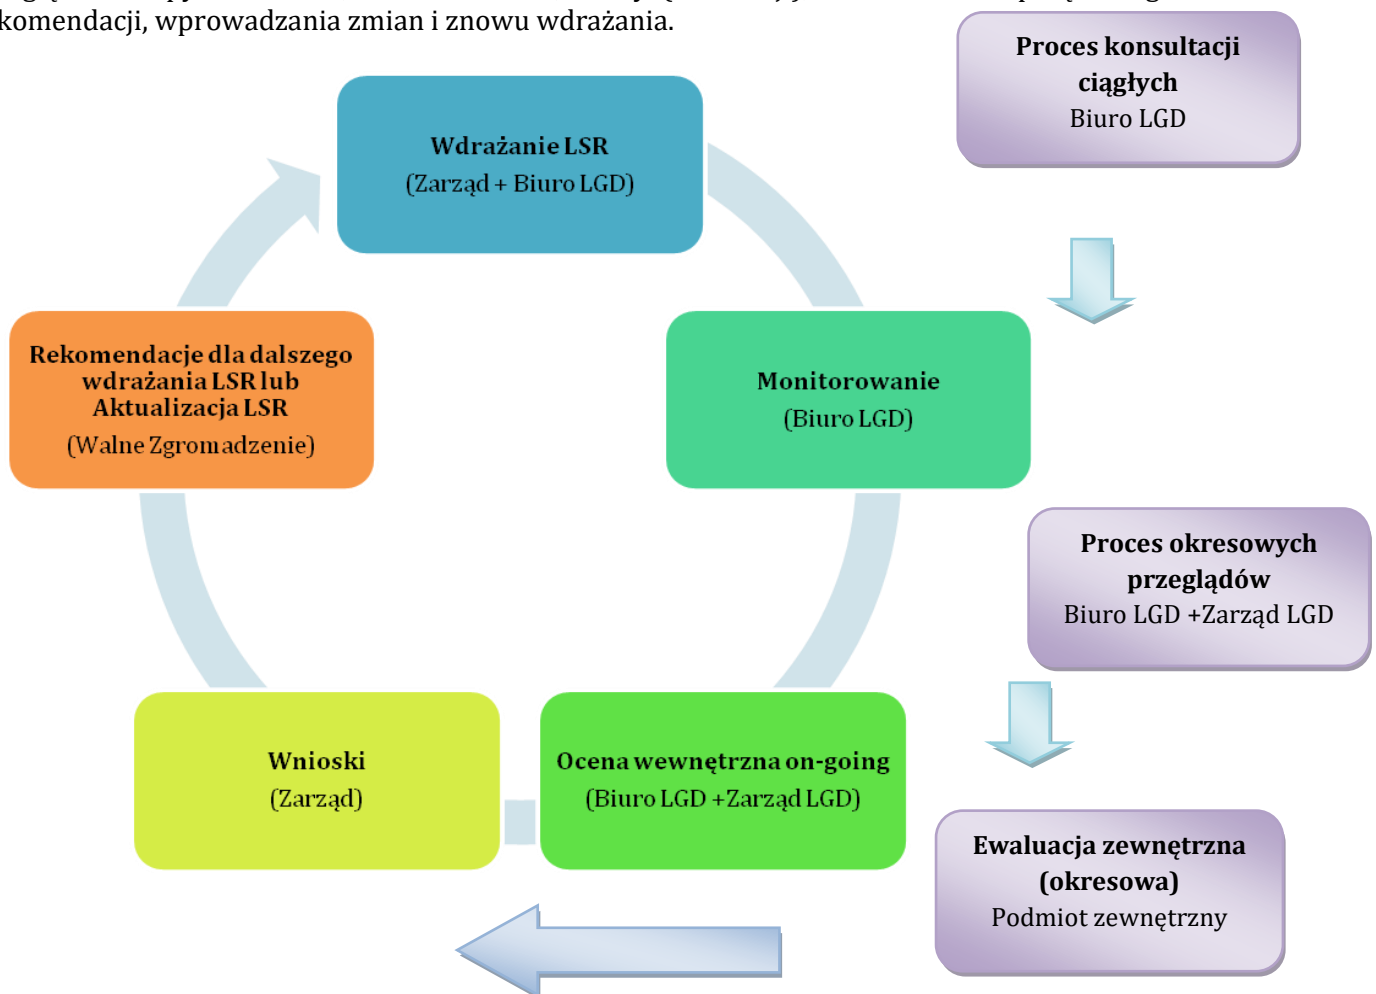 komendacji, wprowadzania zmian i znowu wdrażania.
Proces konsultacji
ciągłych
Biuro LGD
Wdrażanie LSR
(Zarząd + Biuro LGD)
Rekomendacje dla dalszego
wdrażania LSR lub
Aktualizacja LSR
(Walne Zgromadzenie)
Monitorowanie
(Biuro LGD)
Proces okresowych
przeglądów
Biuro LGD +Zarząd LGD
Wnioski
(Zarząd)
Ocena wewnętrzna on-going
(Biuro LGD +Zarząd LGD)
Ewaluacja zewnętrzna
(okresowa)
Podmiot zewnętrzny